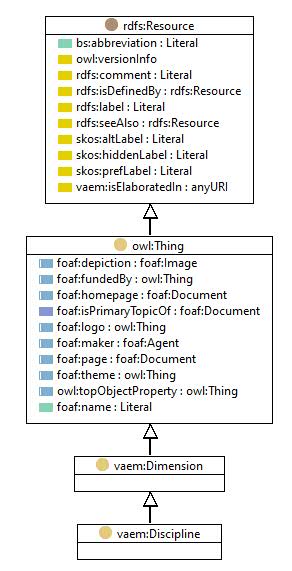 rdfs:Resource
bs:abbreviation : Literal
owl:versionInfo
rdfs:comment : Literal
rdfs:isDefinedBy : rdfs:Resource
rdfs:label : Literal
rdfs:seeAlso : rdfs:Resource
skos:altLabel : Literal
skos:hiddenLabel : Literal
skos:prefLabel : Literal
vaem:isElaboratedIn : anyURI
owl:Thing
foaf:depiction : foaf:Image
foaf:fundedBy : owl:Thing
foaf:homepage : foaf:Document
foaf:isPrimaryTopicOf : foaf:Document
foaf:logo : owl:Thing
foaf:maker : foaf:Agent
foaf:page : foaf:Document
foaf:theme : owl:Thing
owl:topObjectProperty : owl:Thing
foaf:name : Literal
vaem:Dimension
vaem:Discipline